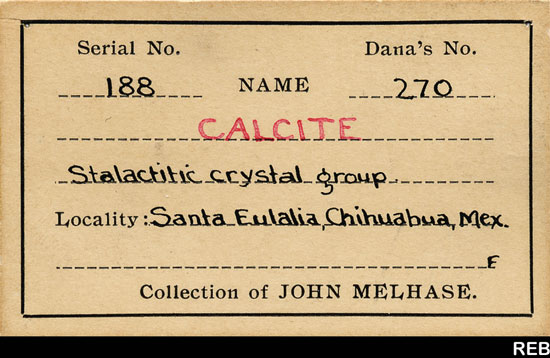 Serial No. Dana's No.
188 NAME 270
CALCITE
Stalactitic crystal group.
Locality: Santa Eulalia, Chihuahua, Mex.
F
Collection of JOHN MELHASE.
REB